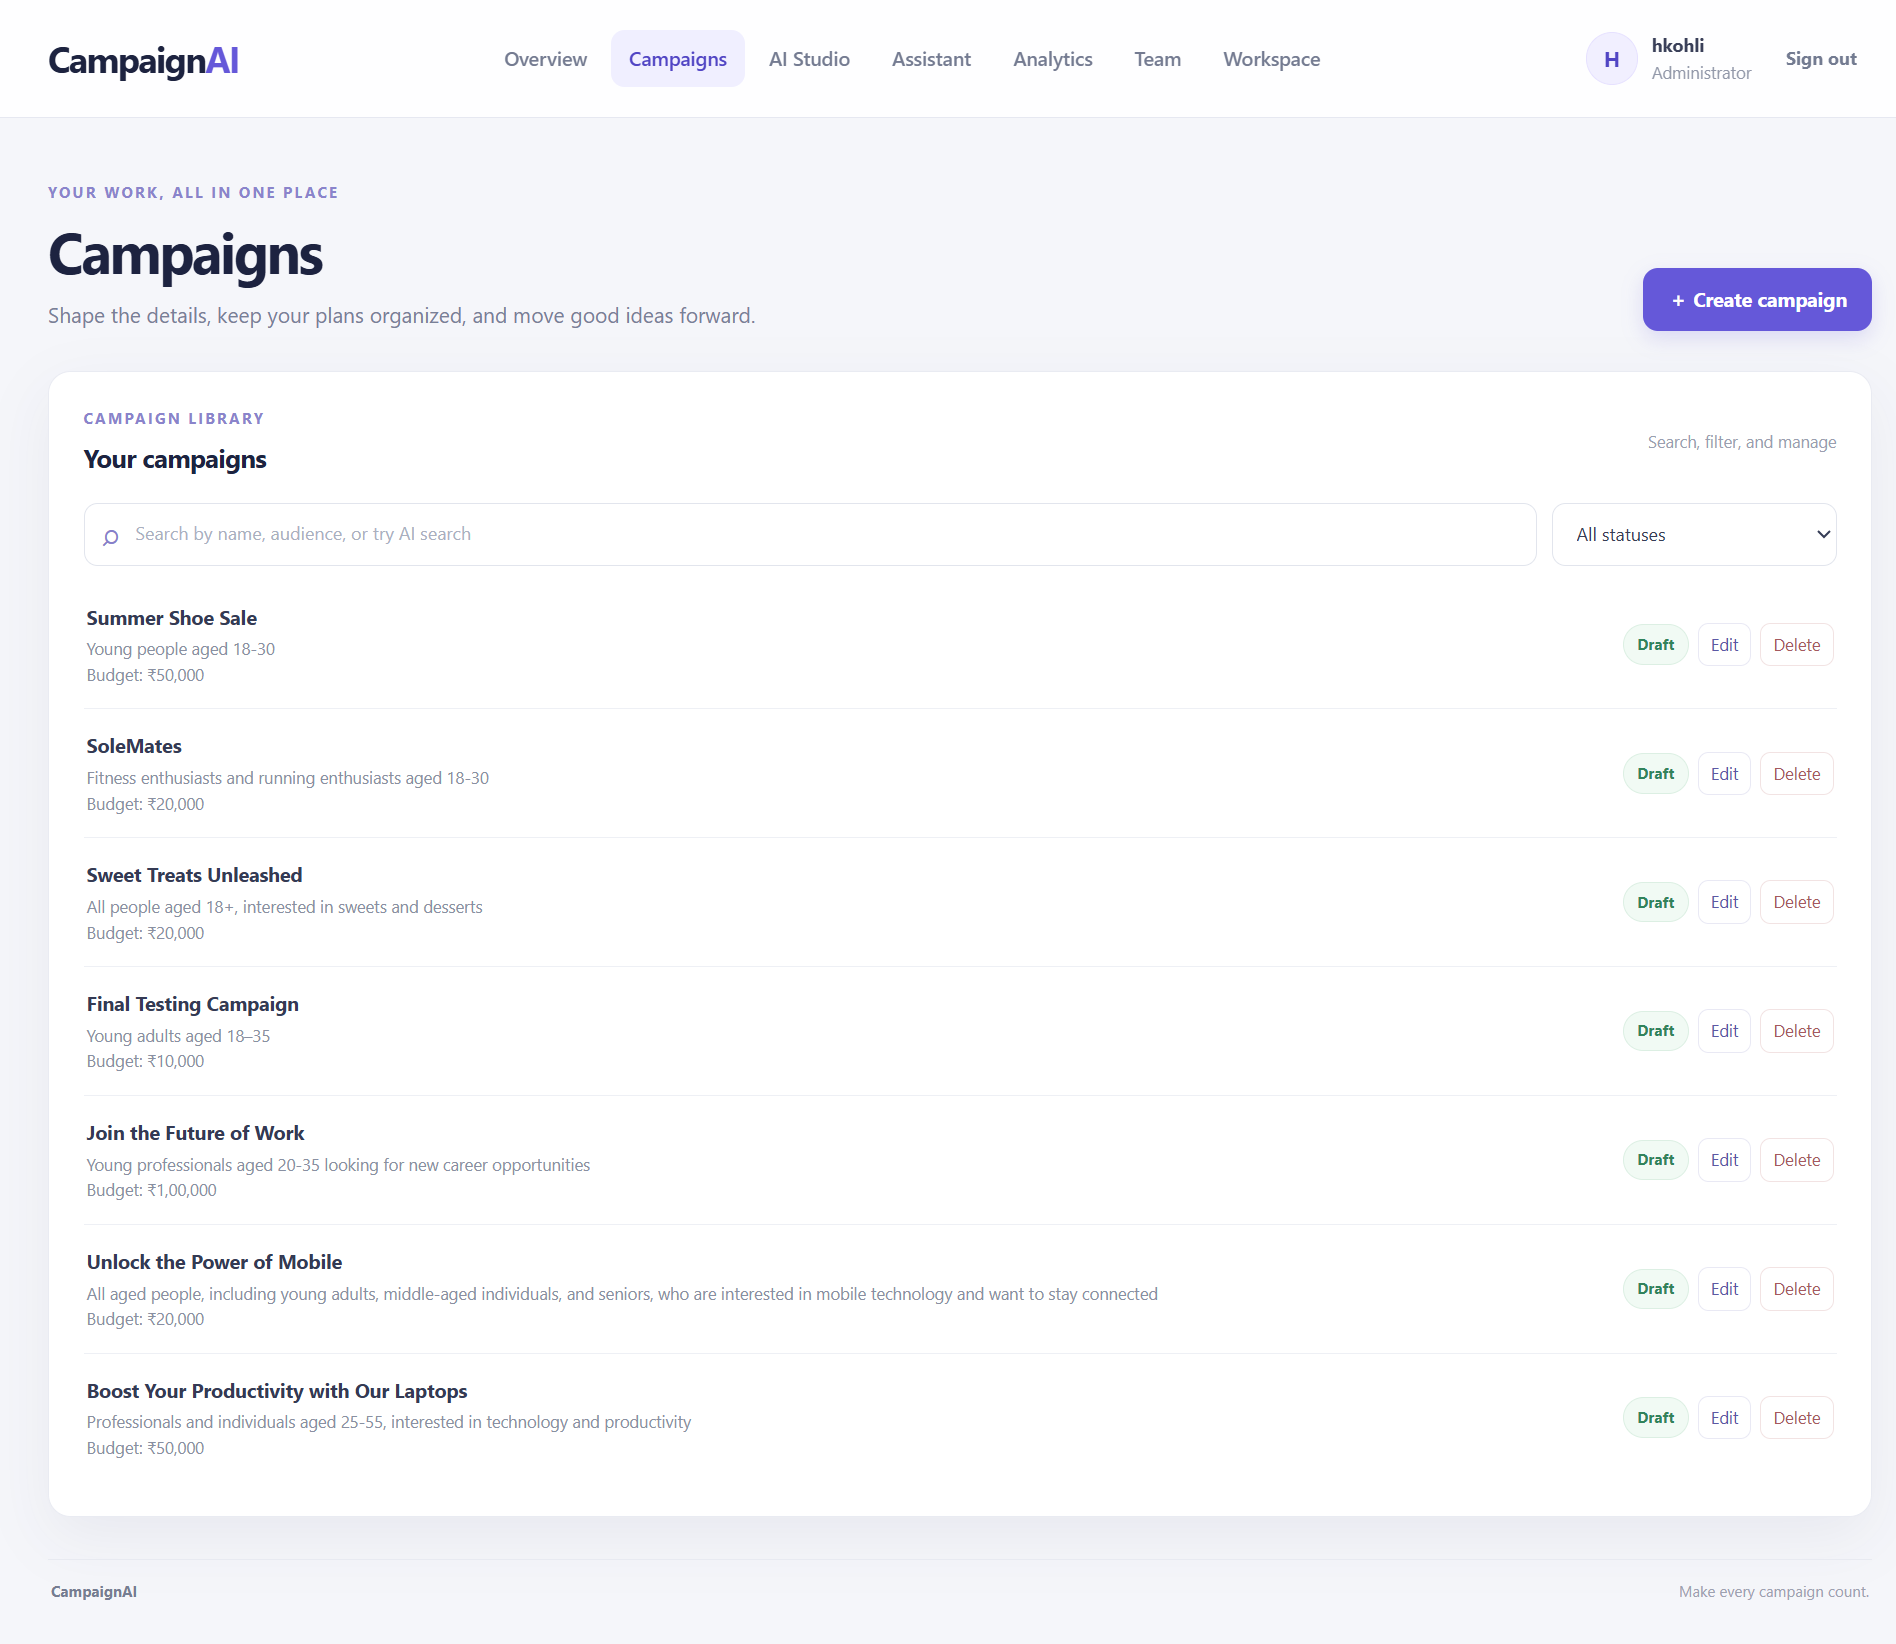 CampaignAI
Overview
Campaigns
AI Studio
Assistant
Analytics
Team
Workspace
H
hkohli
Administrator
Sign out
YOUR WORK, ALL IN ONE PLACE
Campaigns
Shape the details, keep your plans organized, and move good ideas forward.
+ Create campaign
CAMPAIGN LIBRARY
Your campaigns
Search, filter, and manage
Search by name, audience, or try AI search
All statuses
Summer Shoe Sale
Young people aged 18-30
Budget: ₹50,000
Draft
Edit
Delete
SoleMates
Fitness enthusiasts and running enthusiasts aged 18-30
Budget: ₹20,000
Draft
Edit
Delete
Sweet Treats Unleashed
All people aged 18+, interested in sweets and desserts
Budget: ₹20,000
Draft
Edit
Delete
Final Testing Campaign
Young adults aged 18–35
Budget: ₹10,000
Draft
Edit
Delete
Join the Future of Work
Young professionals aged 20-35 looking for new career opportunities
Budget: ₹1,00,000
Draft
Edit
Delete
Unlock the Power of Mobile
All aged people, including young adults, middle-aged individuals, and seniors, who are interested in mobile technology and want to stay connected
Budget: ₹20,000
Draft
Edit
Delete
Boost Your Productivity with Our Laptops
Professionals and individuals aged 25-55, interested in technology and productivity
Budget: ₹50,000
Draft
Edit
Delete
CampaignAI
Make every campaign count.